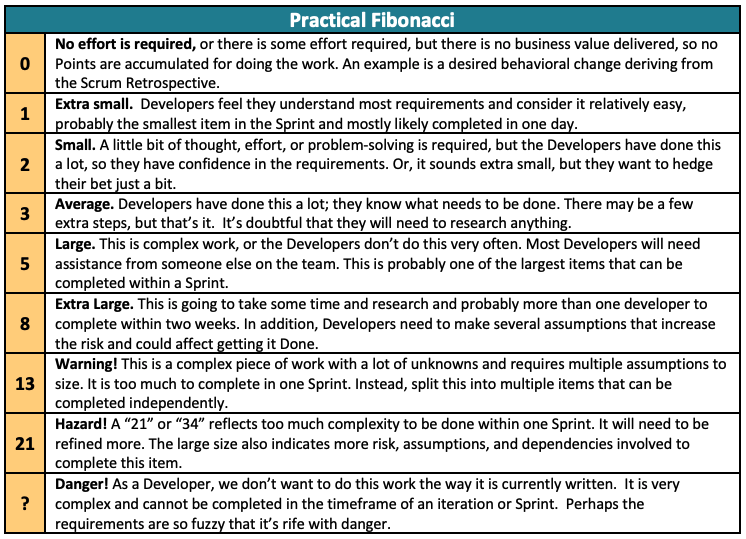 Practical Fibonacci
0
No effort is required, or there is some effort required, but there is no business value delivered, so no
Points are accumulated for doing the work. An example is a desired behavioral change deriving from
the Scrum Retrospective.
1
Extra small.  Developers feel they understand most requirements and consider it relatively easy,
probably the smallest item in the Sprint and mostly likely completed in one day.
2
Small. A little bit of thought, effort, or problem-solving is required, but the Developers have done this
a lot, so they have confidence in the requirements. Or, it sounds extra small, but they want to hedge
their bet just a bit.
3
Average. Developers have done this a lot; they know what needs to be done. There may be a few
extra steps, but that’s it.  It’s doubtful that they will need to research anything.
5
Large. This is complex work, or the Developers don’t do this very often. Most Developers will need
assistance from someone else on the team. This is probably one of the largest items that can be
completed within a Sprint.
8
Extra Large. This is going to take some time and research and probably more than one developer to
complete within two weeks. In addition, Developers need to make several assumptions that increase
the risk and could affect getting it Done.
13
Warning! This is a complex piece of work with a lot of unknowns and requires multiple assumptions to
size. It is too much to complete in one Sprint. Instead, split this into multiple items that can be
completed independently.
21
Hazard! A “21” or “34” reflects too much complexity to be done within one Sprint. It will need to be
refined more. The large size also indicates more risk, assumptions, and dependencies involved to
complete this item.
?
Danger! As a Developer, we don’t want to do this work the way it is currently written.  It is very
complex and cannot be completed in the timeframe of an iteration or Sprint.  Perhaps the
requirements are so fuzzy that it’s rife with danger.